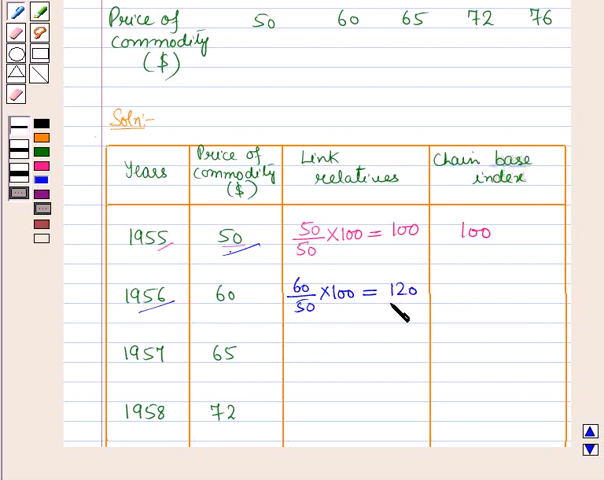 Price of commodity ($) 50 60 65 72 76
Soln:-
Years Price of commodity ($) Link relatives Chain base index
1955 50 50/50 × 100 = 100 100
1956 60 60/50 × 100 = 120
1957 65
1958 72